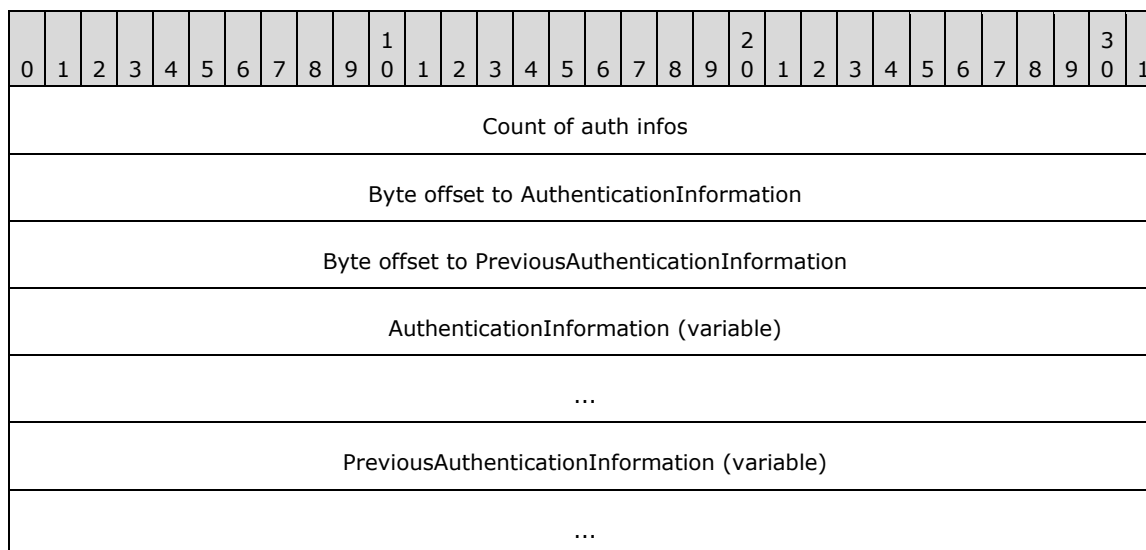 1 2 3
0 1 2 3 4 5 6 7 8 9 0 1 2 3 4 5 6 7 8 9 0 1 2 3 4 5 6 7 8 9 0 1
Count of auth infos
Byte offset to AuthenticationInformation
Byte offset to PreviousAuthenticationInformation
AuthenticationInformation (variable)
...
PreviousAuthenticationInformation (variable)
...